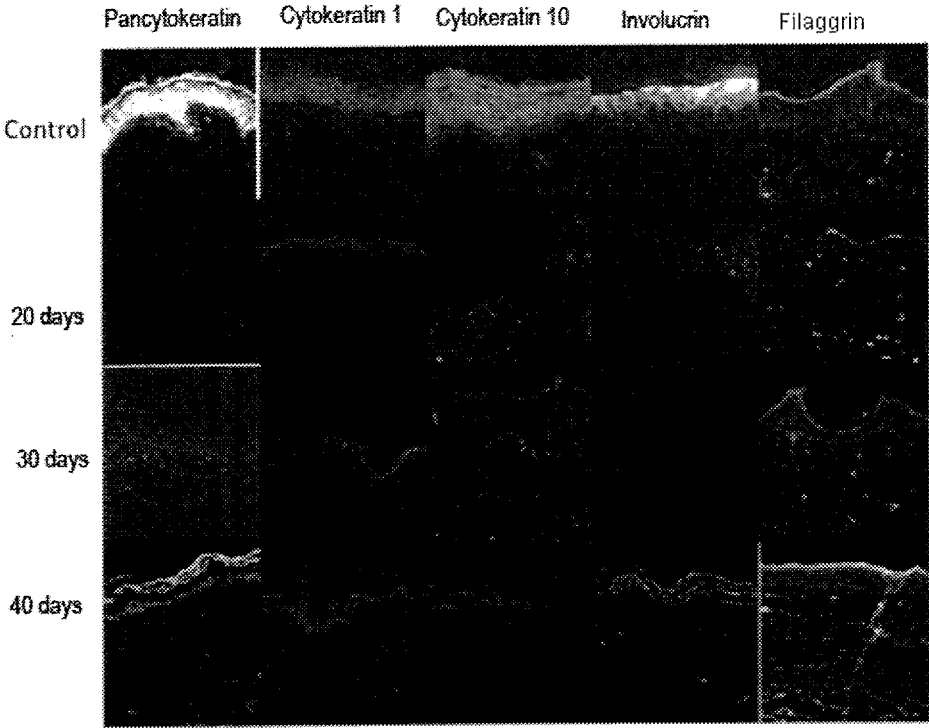 Pancytokeratin Cytokeratin 1 Cytokeratin 10 Involucrin Filaggrin
Control
20 days
30 days
40 days